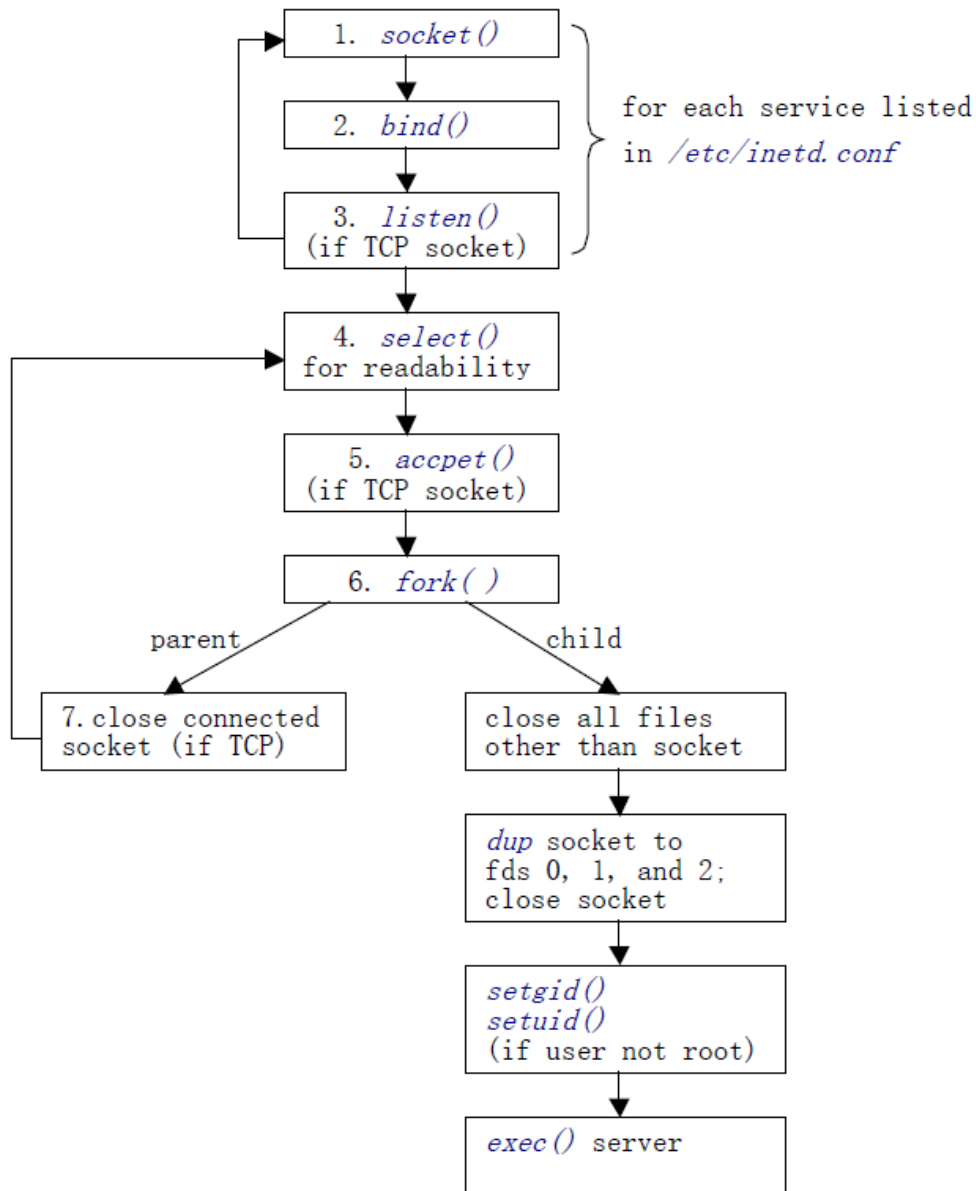 1. socket()
2. bind()
3. listen()
(if TCP socket)
for each service listed
in /etc/inetd.conf
4. select()
for readability
5. accpet()
(if TCP socket)
6. fork( )
parent
child
7.close connected
socket (if TCP)
close all files
other than socket
dup socket to
fds 0, 1, and 2;
close socket
setgid()
setuid()
(if user not root)
exec() server